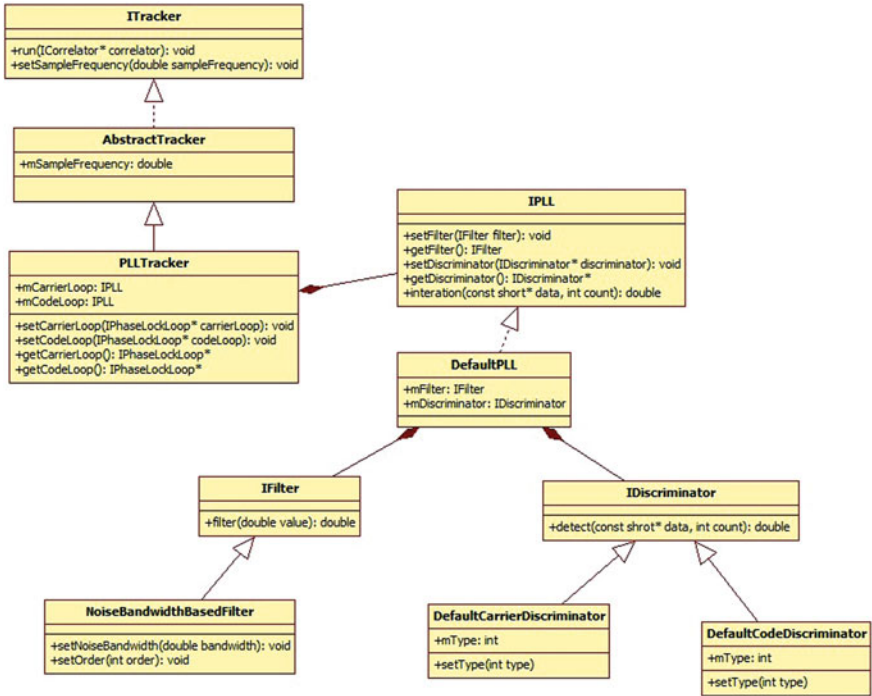 ITracker
+run(ICorrelator* correlator): void
+setSampleFrequency(double sampleFrequency): void
AbstractTracker
+mSampleFrequency: double
IPLL
+setFilter(IFilter filter): void
+getFilter(): IFilter
+setDiscriminator(IDiscriminator* discriminator): void
+getDiscriminator(): IDiscriminator*
+interation(const short* data, int count): double
PLLTracker
+mCarrierLoop: IPLL
+mCodeLoop: IPLL
+setCarrierLoop(IPhaseLockLoop* carrierLoop): void
+setCodeLoop(IPhaseLockLoop* codeLoop): void
+getCarrierLoop(): IPhaseLockLoop*
+getCodeLoop(): IPhaseLockLoop*
DefaultPLL
+mFilter: IFilter
+mDiscriminator: IDiscriminator
IFilter
+filter(double value): double
IDiscriminator
+detect(const shrot* data, int count): double
NoiseBandwidthBasedFilter
+setNoiseBandwidth(double bandwidth): void
+setOrder(int order): void
DefaultCarrierDiscriminator
+mType: int
+setType(int type)
DefaultCodeDiscriminator
+mType: int
+setType(int type)